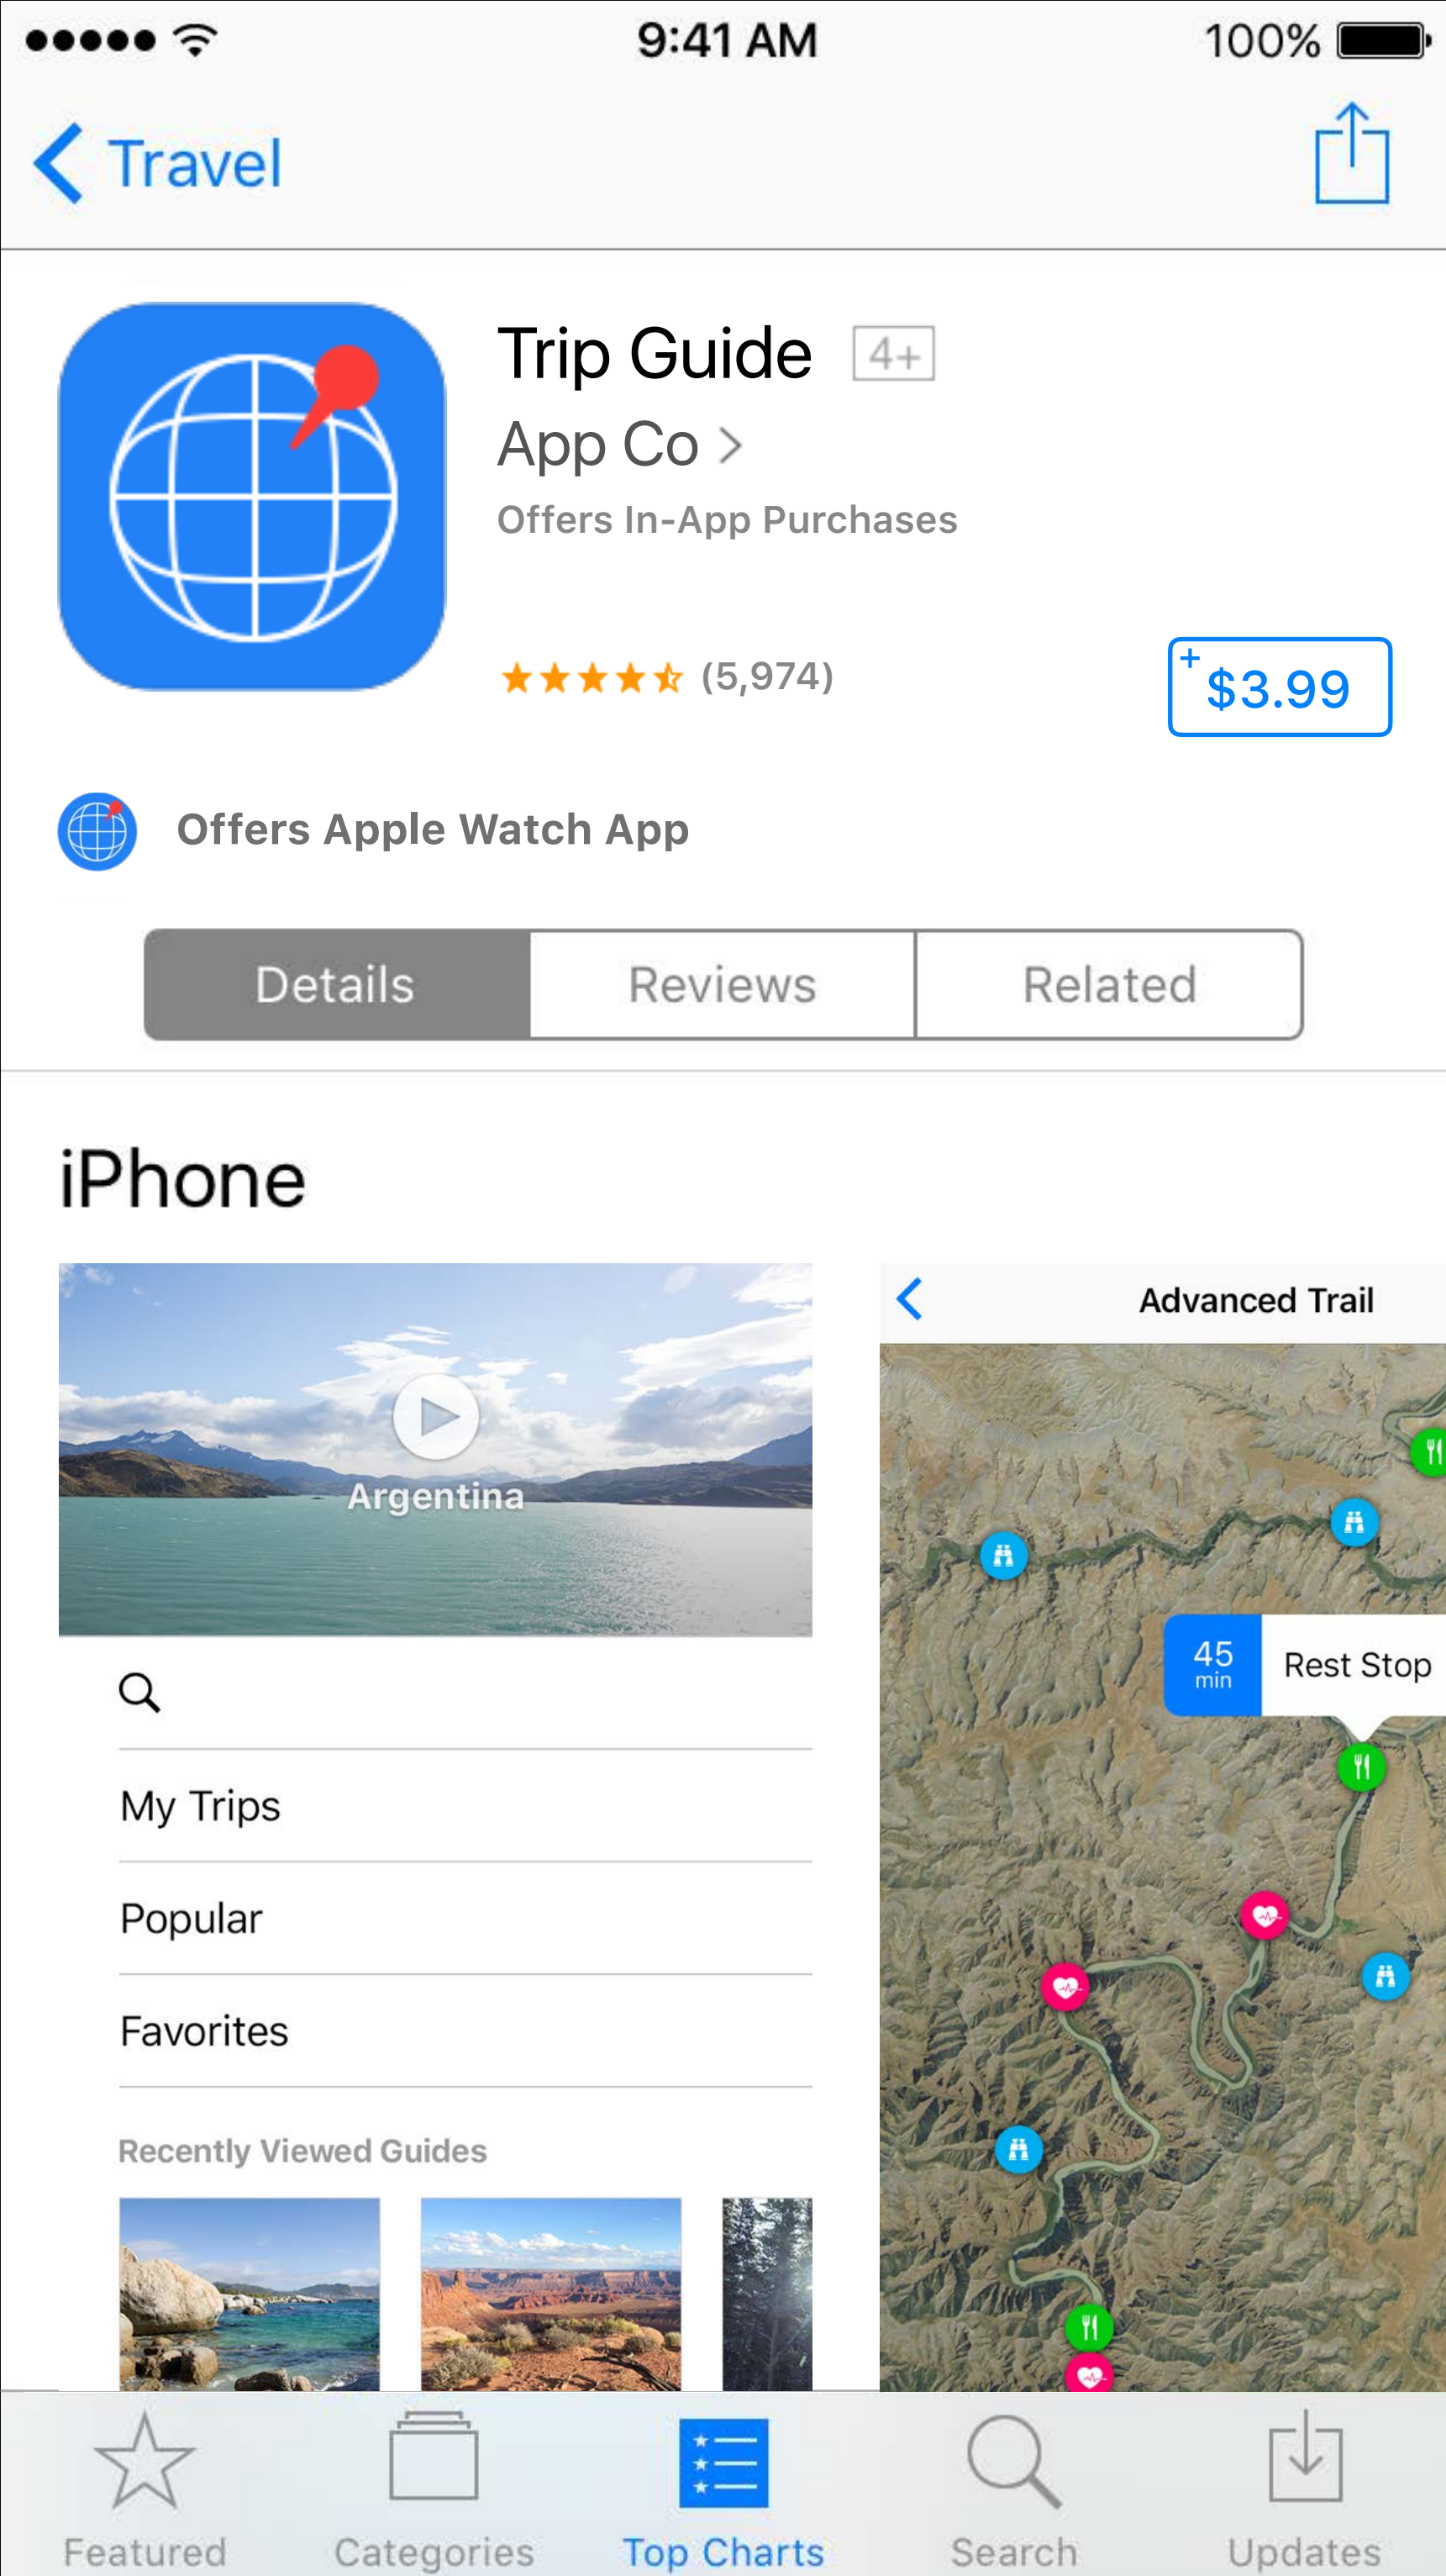 9:41 AM
100%
Travel
Trip Guide 4+
App Co >
Offers In-App Purchases
(5,974)
+ $3.99
Offers Apple Watch App
Details
Reviews
Related
iPhone
Argentina
My Trips
Popular
Favorites
Recently Viewed Guides
Advanced Trail
45
min
Rest Stop
Featured
Categories
Top Charts
Search
Updates